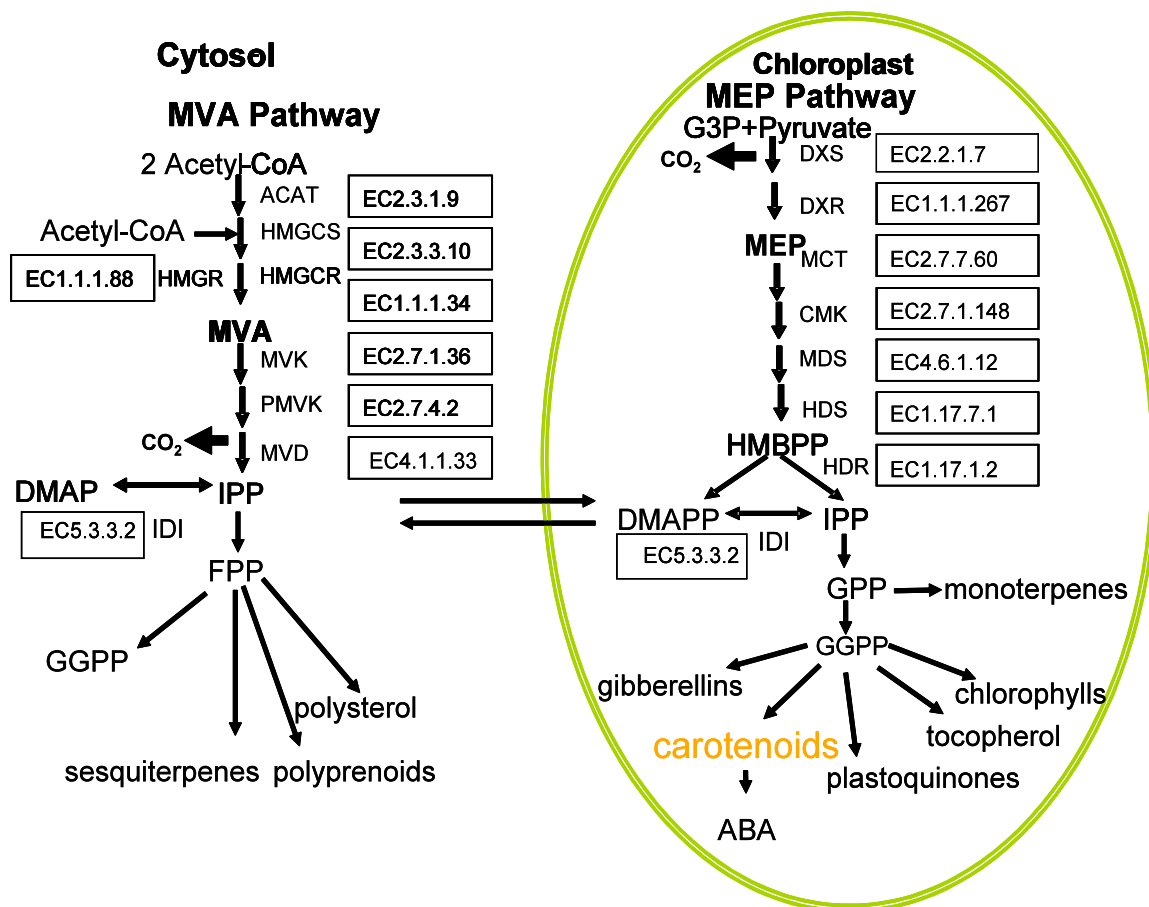 Cytosol
MVA Pathway
2 Acetyl-CoA
ACAT
EC2.3.1.9
Acetyl-CoA
HMGCS
EC2.3.3.10
EC1.1.1.88
HMGR
HMGCR
EC1.1.1.34
MVA
MVK
EC2.7.1.36
PMVK
EC2.7.4.2
CO2
MVD
EC4.1.1.33
DMAP
IPP
EC5.3.3.2
IDI
FPP
GGPP
polysterol
sesquiterpenes
polyprenoids
Chloroplast
MEP Pathway
G3P+Pyruvate
CO2
DXS
EC2.2.1.7
DXR
EC1.1.1.267
MEP
MCT
EC2.7.7.60
CMK
EC2.7.1.148
MDS
EC4.6.1.12
HDS
EC1.17.7.1
HMBPP
HDR
EC1.17.1.2
DMAPP
IPP
EC5.3.3.2
IDI
GPP
monoterpenes
GGPP
gibberellins
chlorophylls
carotenoids
tocopherol
plastoquinones
ABA